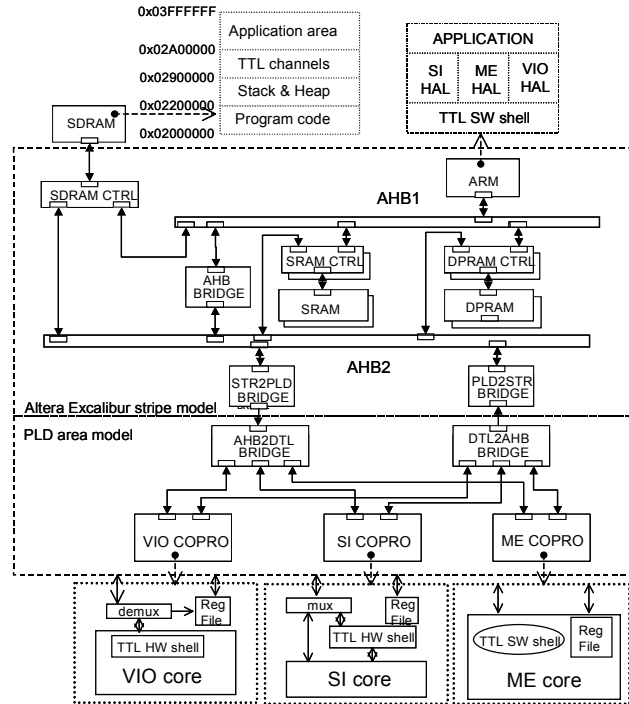 0x03FFFFFF
Application area
0x02A00000
TTL channels
0x02900000
Stack & Heap
0x02200000
Program code
0x02000000
APPLICATION
SI HAL
ME HAL
VIO HAL
TTL SW shell
SDRAM
SDRAM CTRL
ARM
AHB1
AHB BRIDGE
SRAM CTRL
SRAM
DPRAM CTRL
DPRAM
AHB2
STR2PLD BRIDGE
PLD2STR BRIDGE
Altera Excalibur stripe model
PLD area model
AHB2DTL BRIDGE
DTL2AHB BRIDGE
VIO COPRO
SI COPRO
ME COPRO
demux
Reg File
TTL HW shell
VIO core
mux
Reg File
TTL HW shell
SI core
TTL SW shell
Reg File
ME core